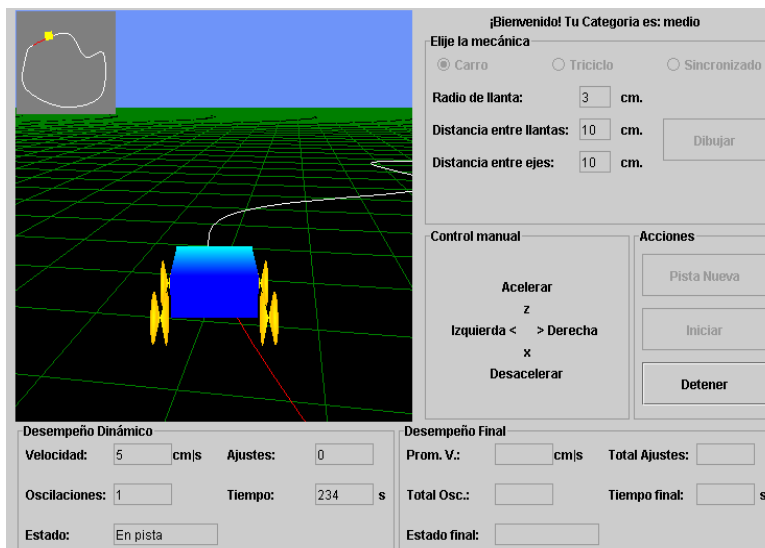 ¡Bienvenido! Tu Categoria es: medio
Elije la mecánica
Carro Triciclo Sincronizado
Radio de llanta: 3 cm.
Distancia entre llantas: 10 cm.
Dibujar
Distancia entre ejes: 10 cm.
Control manual
Acelerar
z
Izquierda < > Derecha
x
Desacelerar
Acciones
Pista Nueva
Iniciar
Detener
Desempeño Dinámico
Velocidad: 5 cm|s Ajustes: 0
Oscilaciones: 1 Tiempo: 234 s
Estado: En pista
Desempeño Final
Prom. V.: cm|s Total Ajustes:
Total Osc.: Tiempo final: s
Estado final: